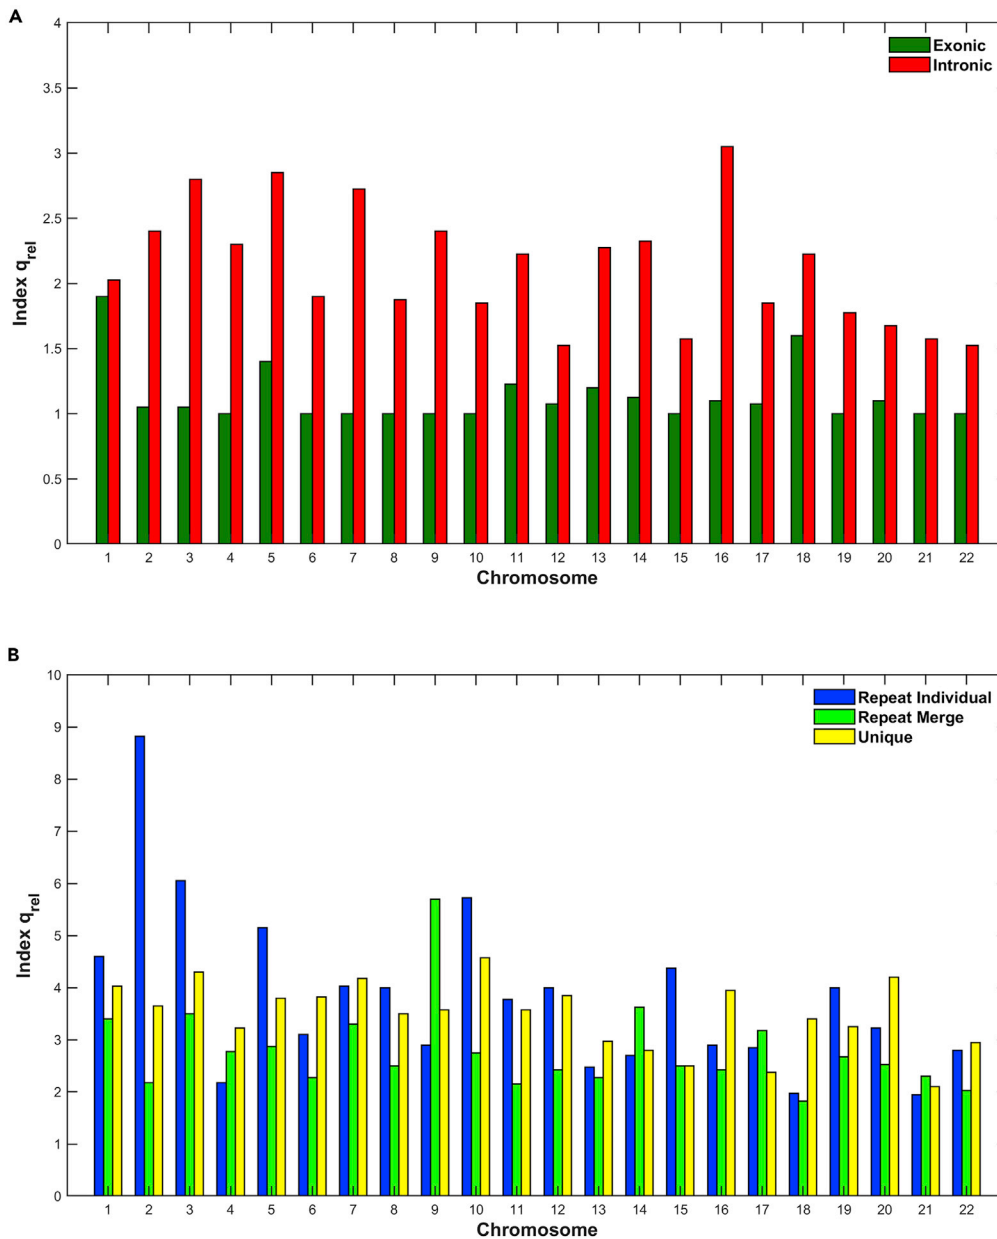 A
4
3.5
3
2.5
2
1.5
1
0.5
0
Index q_rel
Exonic
Intronic
1 2 3 4 5 6 7 8 9 10 11 12 13 14 15 16 17 18 19 20 21 22
Chromosome
B
10
9
8
7
6
5
4
3
2
1
0
Index q_rel
Repeat Individual
Repeat Merge
Unique
1 2 3 4 5 6 7 8 9 10 11 12 13 14 15 16 17 18 19 20 21 22
Chromosome